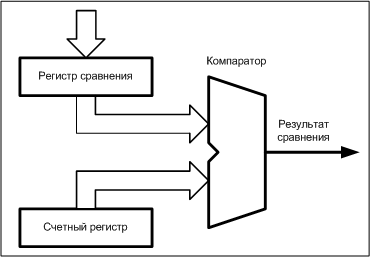 Компаратор
Регистр сравнения
Результат
сравнения
Счетный регистр